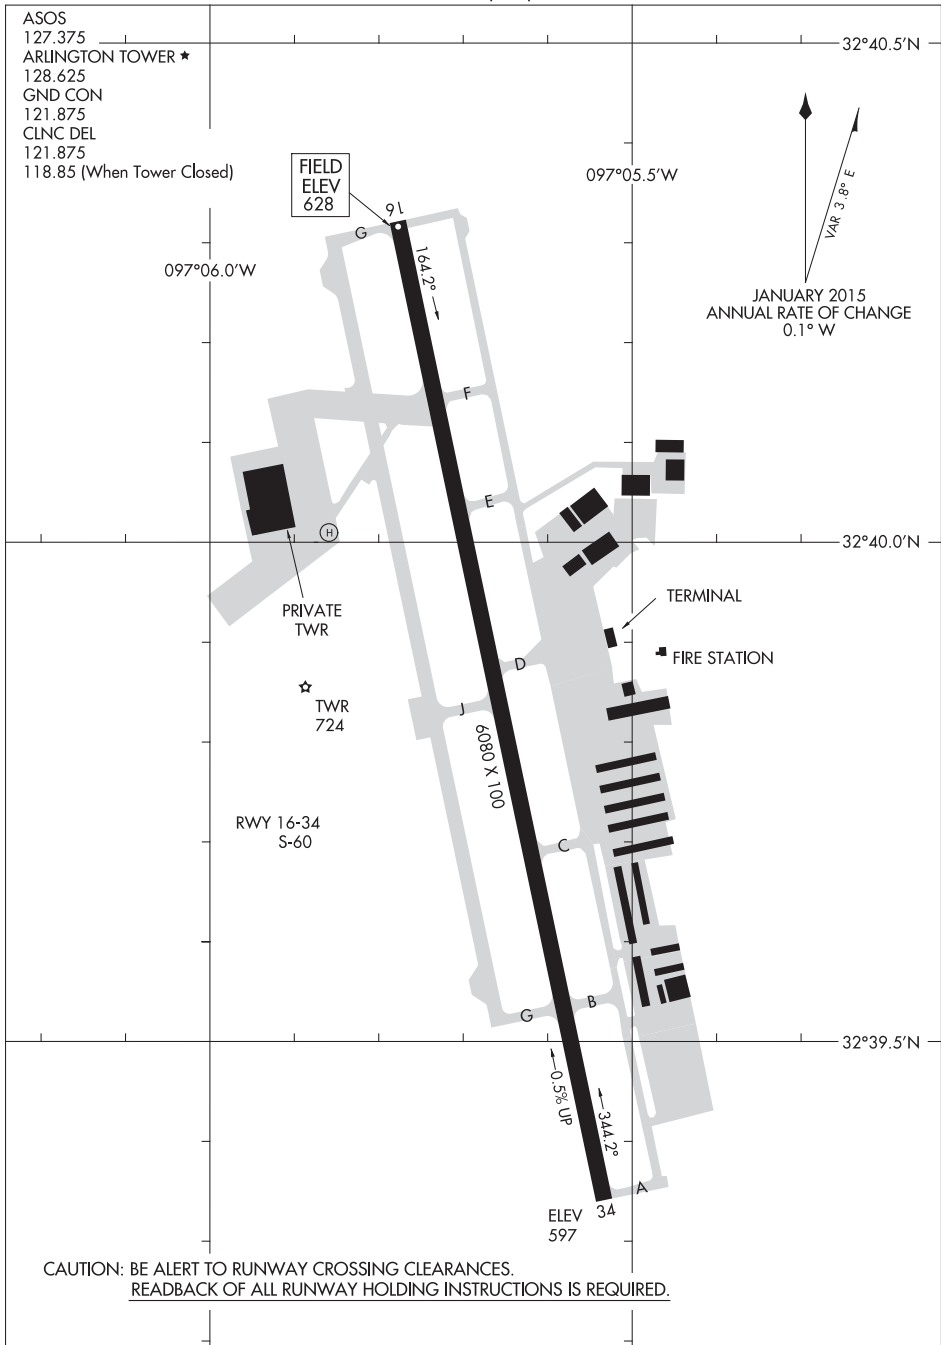 ASOS
127.375
ARLINGTON TOWER ★
128.625
GND CON
121.875
CLNC DEL
121.875
118.85 (When Tower Closed)
32°40.5'N
FIELD
ELEV
628
097°05.5'W
VAR 3.8° E
16
G
097°06.0'W
164.2°
JANUARY 2015
ANNUAL RATE OF CHANGE
0.1° W
F
E
H
32°40.0'N
PRIVATE
TWR
TERMINAL
D
FIRE STATION
TWR
724
J
6080 X 100
RWY 16-34
S-60
C
B
G
32°39.5'N
0.5% UP
344.2°
A
34
ELEV
597
CAUTION: BE ALERT TO RUNWAY CROSSING CLEARANCES.
READBACK OF ALL RUNWAY HOLDING INSTRUCTIONS IS REQUIRED.